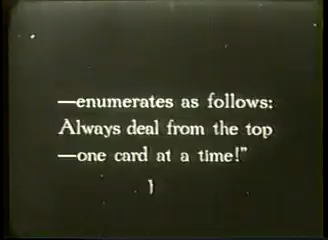 —enumerates as follows:
Always deal from the top
—one card at a time!"
1